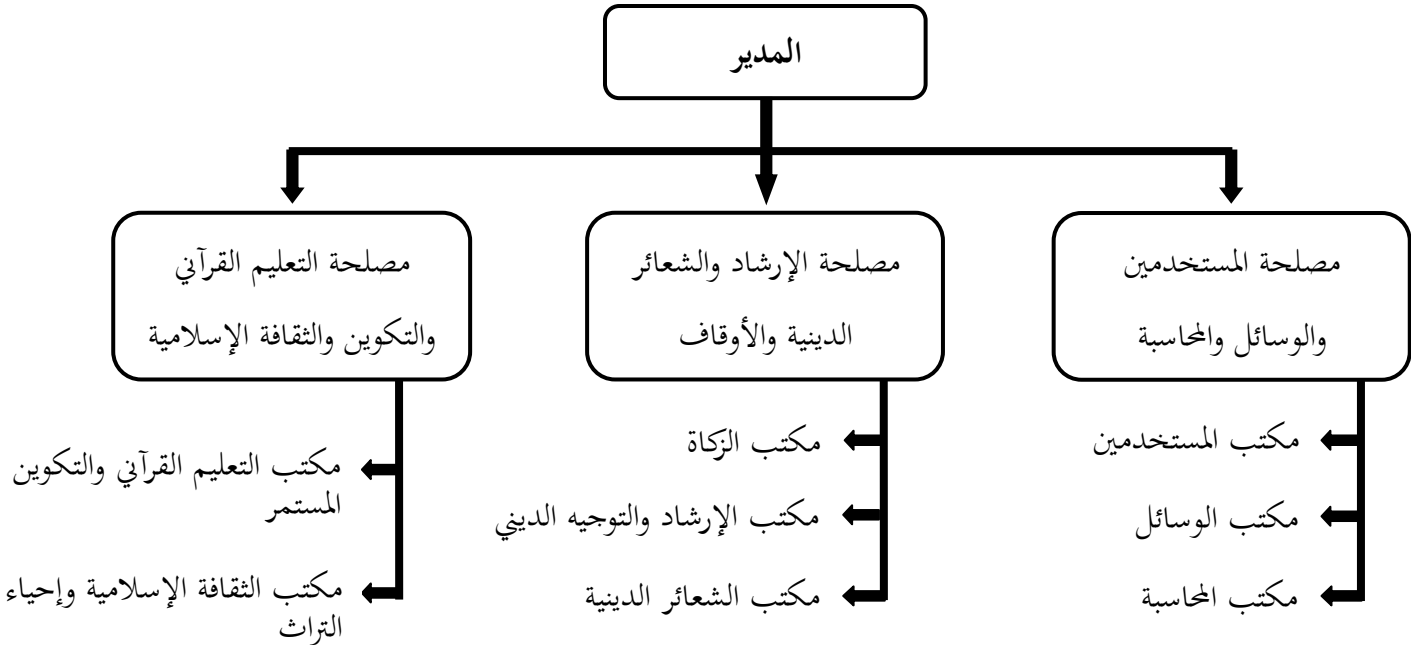 المدير
مصلحة المستخدمين
والوسائل والمحاسبة
مصلحة الإرشاد والشعائر
الدينية والأوقاف
مصلحة التعليم القرآني
والتكوين والثقافة الإسلامية
مكتب المستخدمين
مكتب الوسائل
مكتب المحاسبة
مكتب الزكاة
مكتب الإرشاد والتوجيه الديني
مكتب الشعائر الدينية
مكتب التعليم القرآني والتكوين
المستمر
مكتب الثقافة الإسلامية وإحياء
التراث